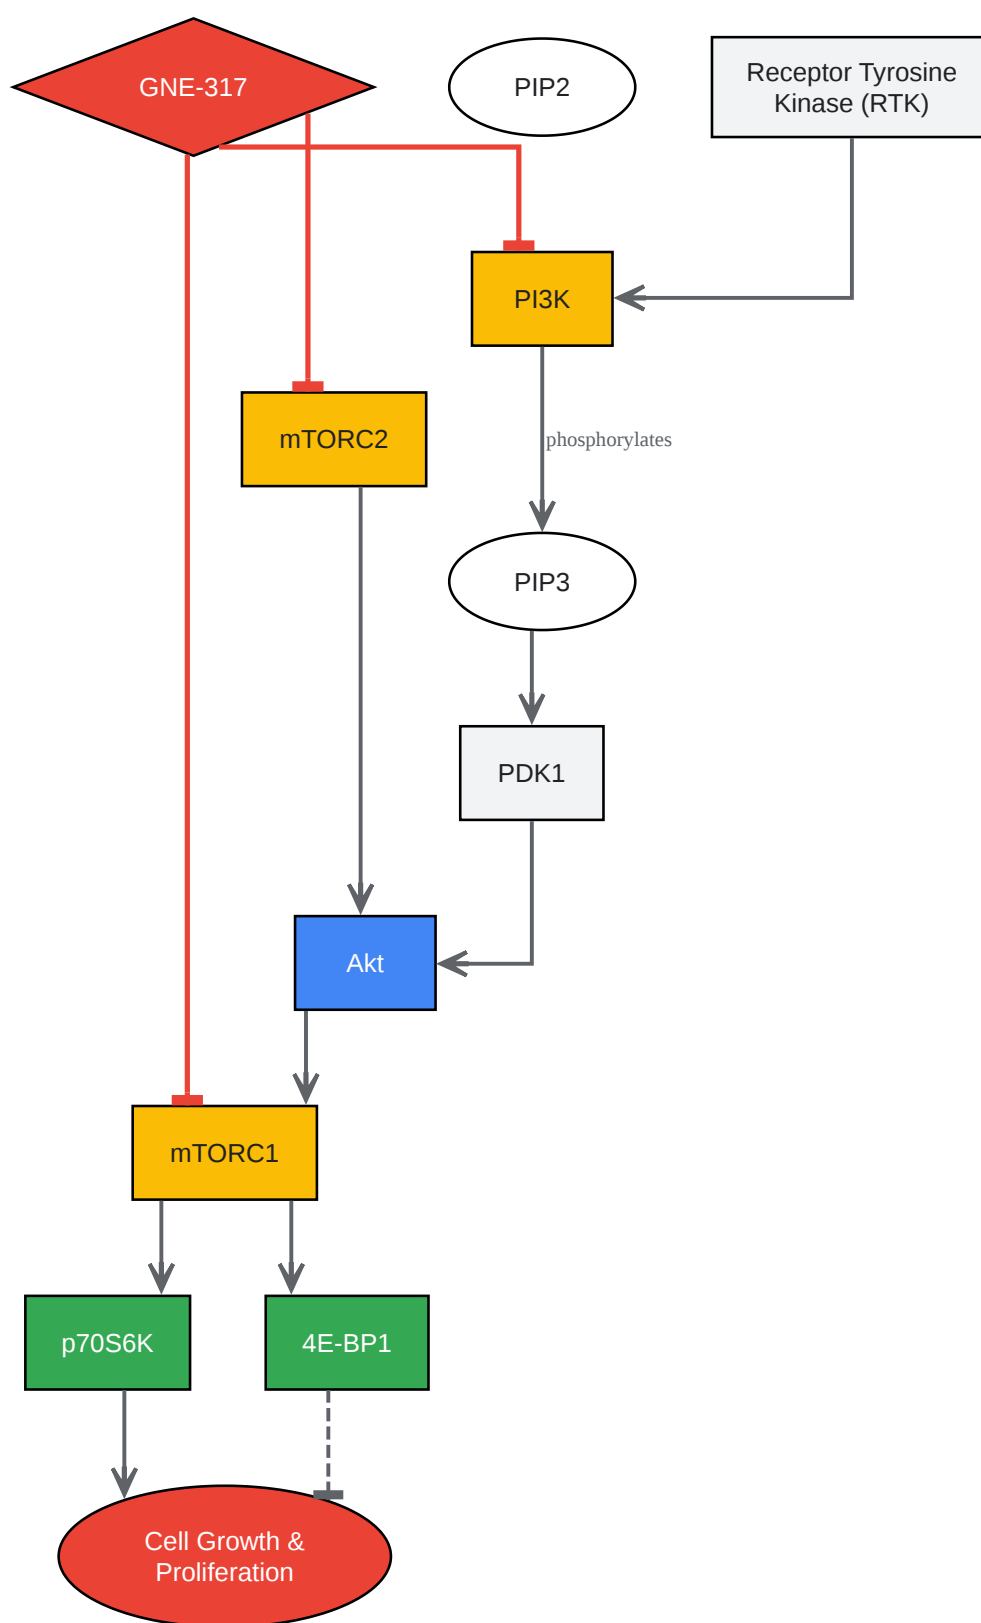 GNE-317
PIP2
Receptor Tyrosine
Kinase (RTK)
PI3K
mTORC2
phosphorylates
PIP3
PDK1
Akt
mTORC1
p70S6K
4E-BP1
Cell Growth &
Proliferation